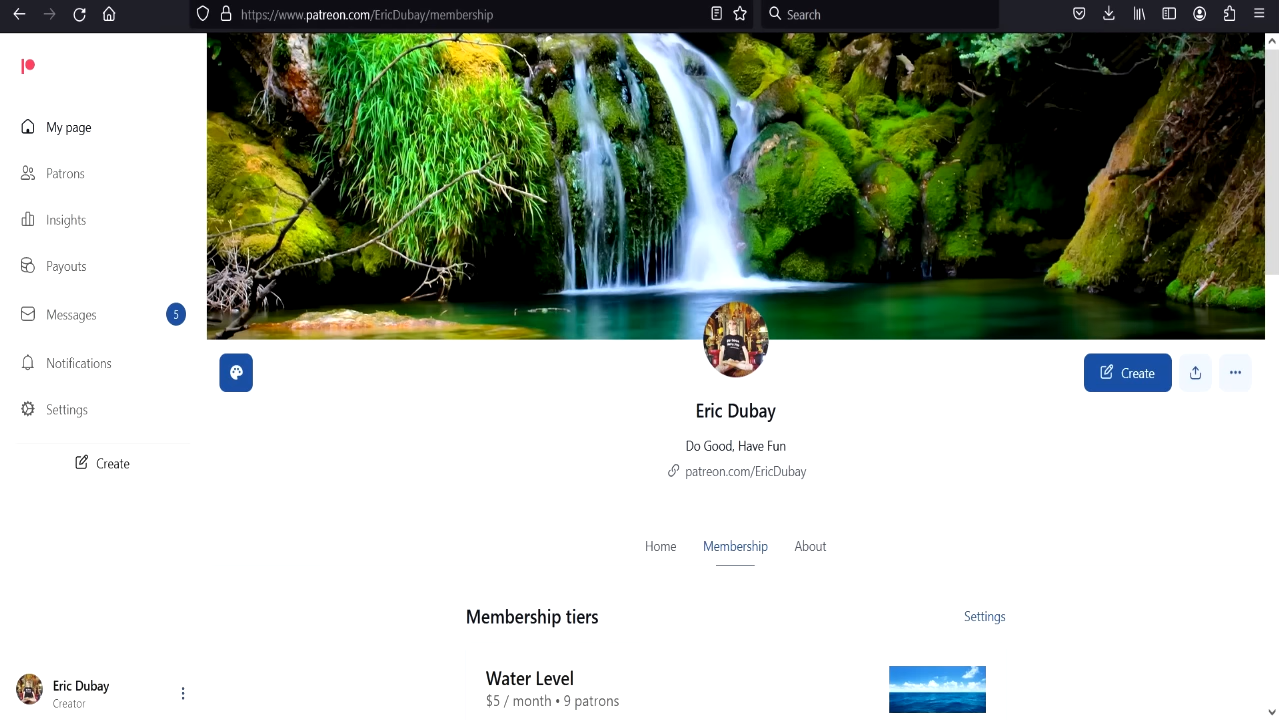 https://www.patreon.com/EricDubay/membership
Search
My page
Patrons
Insights
Payouts
Messages
5
Notifications
Settings
Create
Create
Eric Dubay
Do Good, Have Fun
patreon.com/EricDubay
Home Membership About
Membership tiers
Settings
Water Level
$5 / month • 9 patrons
Eric Dubay
Creator